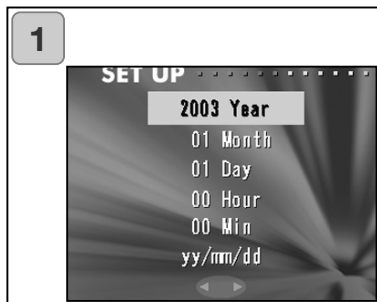 1
SET UP
2003 Year
01 Month
01 Day
00 Hour
00 Min
yy/mm/dd